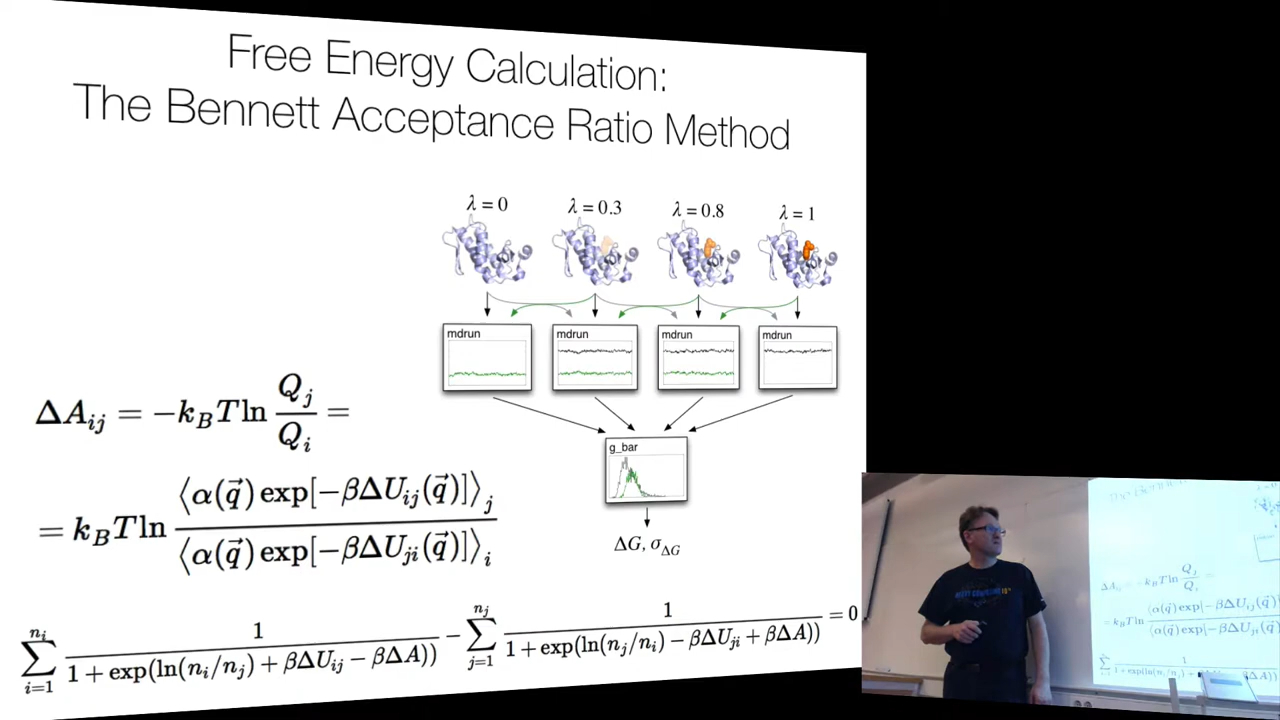 Free Energy Calculation:
The Bennett Acceptance Ratio Method
λ = 0
λ = 0.3
λ = 0.8
λ = 1
mdrun
mdrun
mdrun
mdrun
g_bar
ΔG, σ_ΔG
ΔA_ij = −k_B T ln Q_j / Q_i =
= k_B T ln ⟨α(q⃗) exp[−βΔU_ij(q⃗)]⟩_j / ⟨α(q⃗) exp[−βΔU_ji(q⃗)]⟩_i
∑_{i=1}^{n_i} 1 / 1 + exp(ln(n_i/n_j) + βΔU_ij − βΔA)) − ∑_{j=1}^{n_j} 1 / 1 + exp(ln(n_j/n_i) − βΔU_ji + βΔA)) = 0